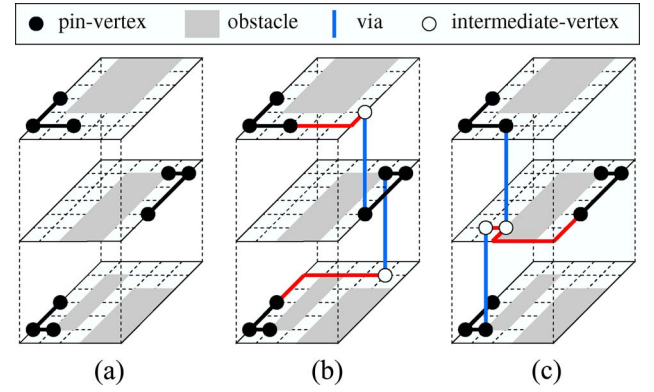 pin-vertex obstacle via intermediate-vertex
(a) (b) (c)